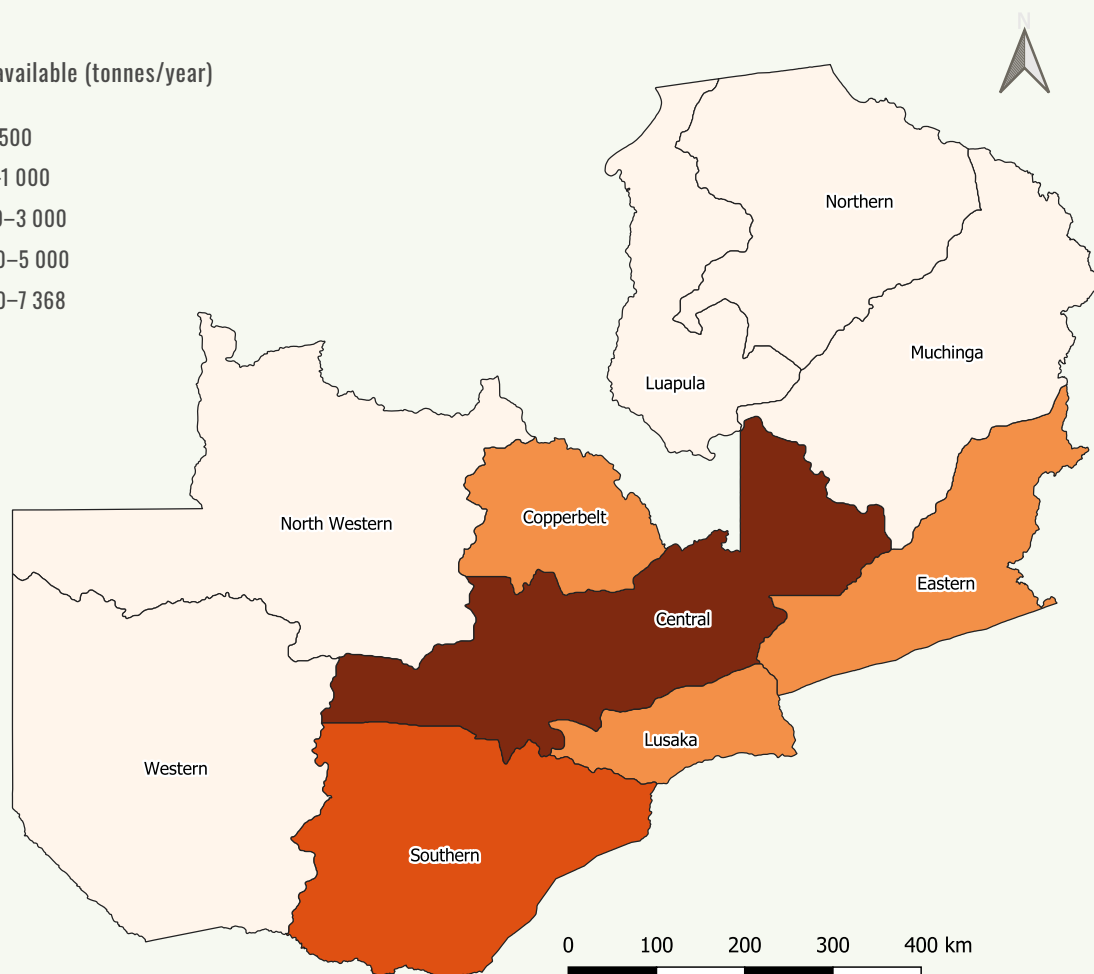 N
available (tonnes/year)
500
–1 000
0–3 000
0–5 000
0–7 368
Northern
Muchinga
Luapula
North Western
Copperbelt
Eastern
Central
Lusaka
Western
Southern
0 100 200 300 400 km